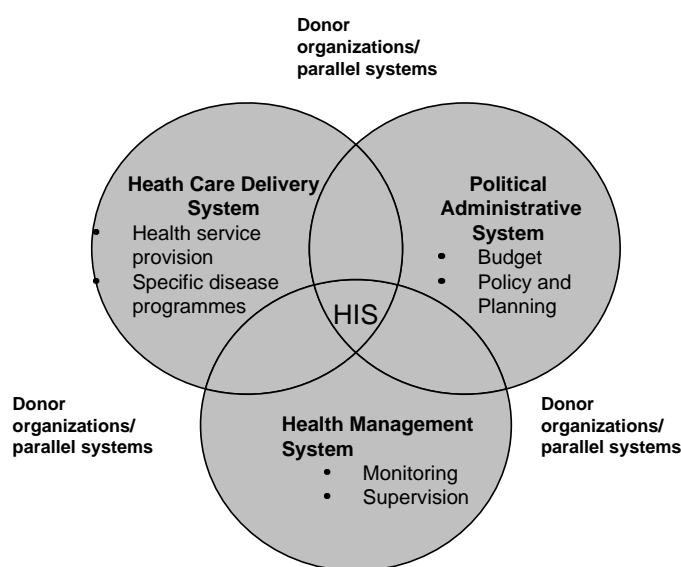 Donor
organizations/
parallel systems
Heath Care Delivery
System
• Health service
provision
• Specific disease
programmes
Political
Administrative
System
• Budget
• Policy and
Planning
HIS
Donor
organizations/
parallel systems
Health Management
System
• Monitoring
• Supervision
Donor
organizations/
parallel systems